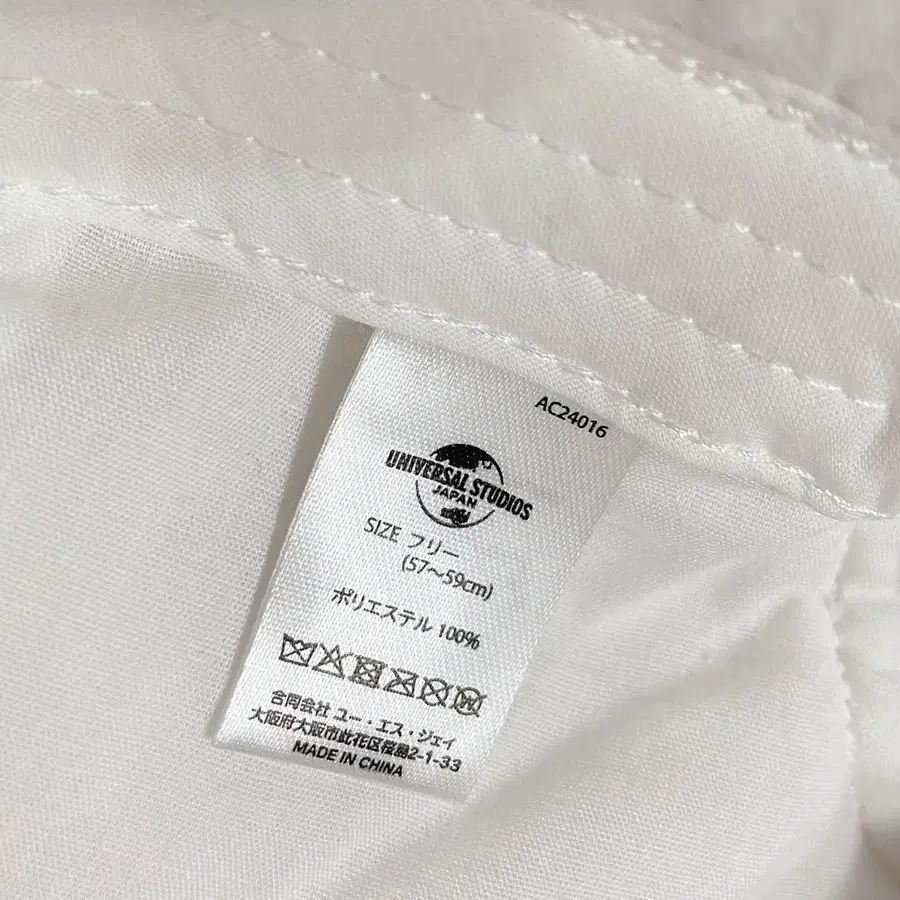 AC24016
UNIVERSAL STUDIOS
JAPAN
SIZE フリー
(57〜59cm)
ポリエステル 100%
合同会社 ユー・エス・ジェイ
大阪府大阪市此花区桜島2-1-33
MADE IN CHINA